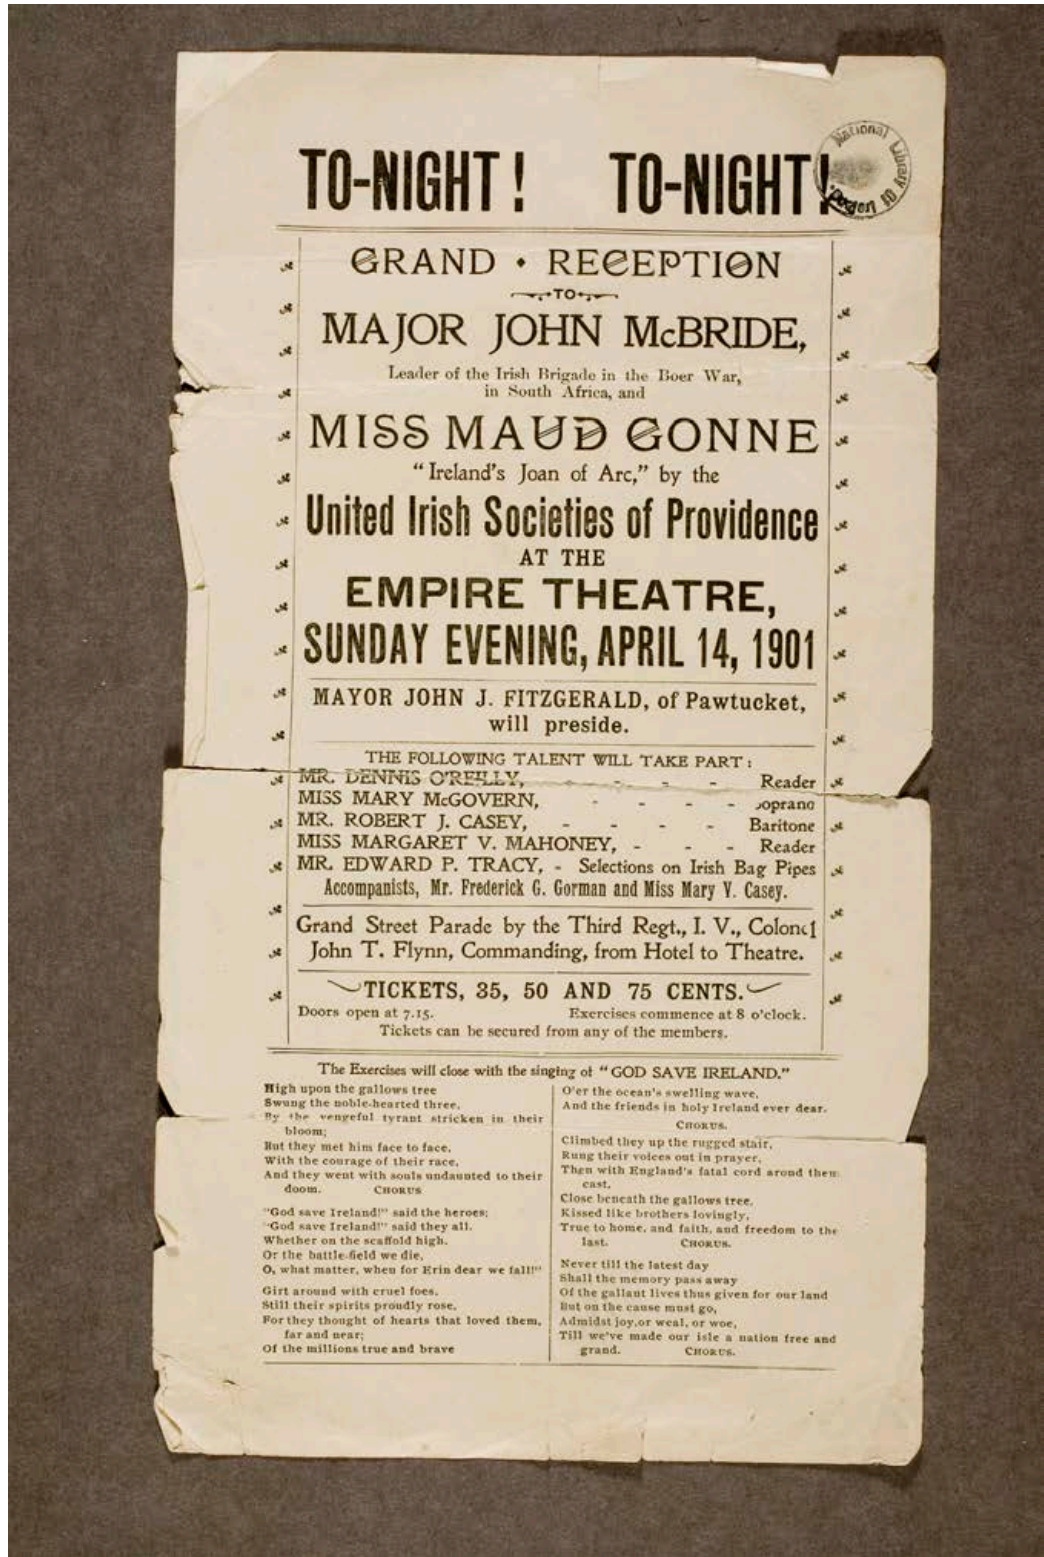 TO-NIGHT! TO-NIGHT!
National Library of Ireland.
GRAND • RECEPTION
TO
MAJOR JOHN McBRIDE,
Leader of the Irish Brigade in the Boer War,
in South Africa, and
MISS MAUD GONNE
"Ireland's Joan of Arc," by the
United Irish Societies of Providence
AT THE
EMPIRE THEATRE,
SUNDAY EVENING, APRIL 14, 1901
MAYOR JOHN J. FITZGERALD, of Pawtucket,
will preside.
THE FOLLOWING TALENT WILL TAKE PART:
MR. DENNIS O'REILLY, - - - - Reader
MISS MARY McGOVERN, - - - - soprano
MR. ROBERT J. CASEY, - - - - Baritone
MISS MARGARET V. MAHONEY, - - - Reader
MR. EDWARD P. TRACY, - Selections on Irish Bag Pipes
Accompanists, Mr. Frederick G. Gorman and Miss Mary V. Casey.
Grand Street Parade by the Third Regt., I. V., Colonel
John T. Flynn, Commanding, from Hotel to Theatre.
TICKETS, 35, 50 AND 75 CENTS.
Doors open at 7.15. Exercises commence at 8 o'clock.
Tickets can be secured from any of the members.
The Exercises will close with the singing of "GOD SAVE IRELAND."
High upon the gallows tree
Swung the noble-hearted three,
By the vengeful tyrant stricken in their
bloom;
But they met him face to face,
With the courage of their race,
And they went with souls undaunted to their
doom. CHORUS
"God save Ireland!" said the heroes;
"God save Ireland!" said they all.
Whether on the scaffold high.
Or the battle-field we die,
O, what matter, when for Erin dear we fall!"
Girt around with cruel foes,
Still their spirits proudly rose,
For they thought of hearts that loved them,
far and near;
Of the millions true and brave
O'er the ocean's swelling wave,
And the friends in holy Ireland ever dear.
CHORUS.
Climbed they up the rugged stair,
Rung their voices out in prayer,
Then with England's fatal cord arond them
cast,
Close beneath the gallows tree,
Kissed like brothers lovingly,
True to home, and faith, and freedom to the
last. CHORUS.
Never till the latest day
Shall the memory pass away
Of the gallant lives thus given for our land
But on the cause must go,
Admidst joy,or weal, or woe,
Till we've made our isle a nation free and
grand. CHORUS.